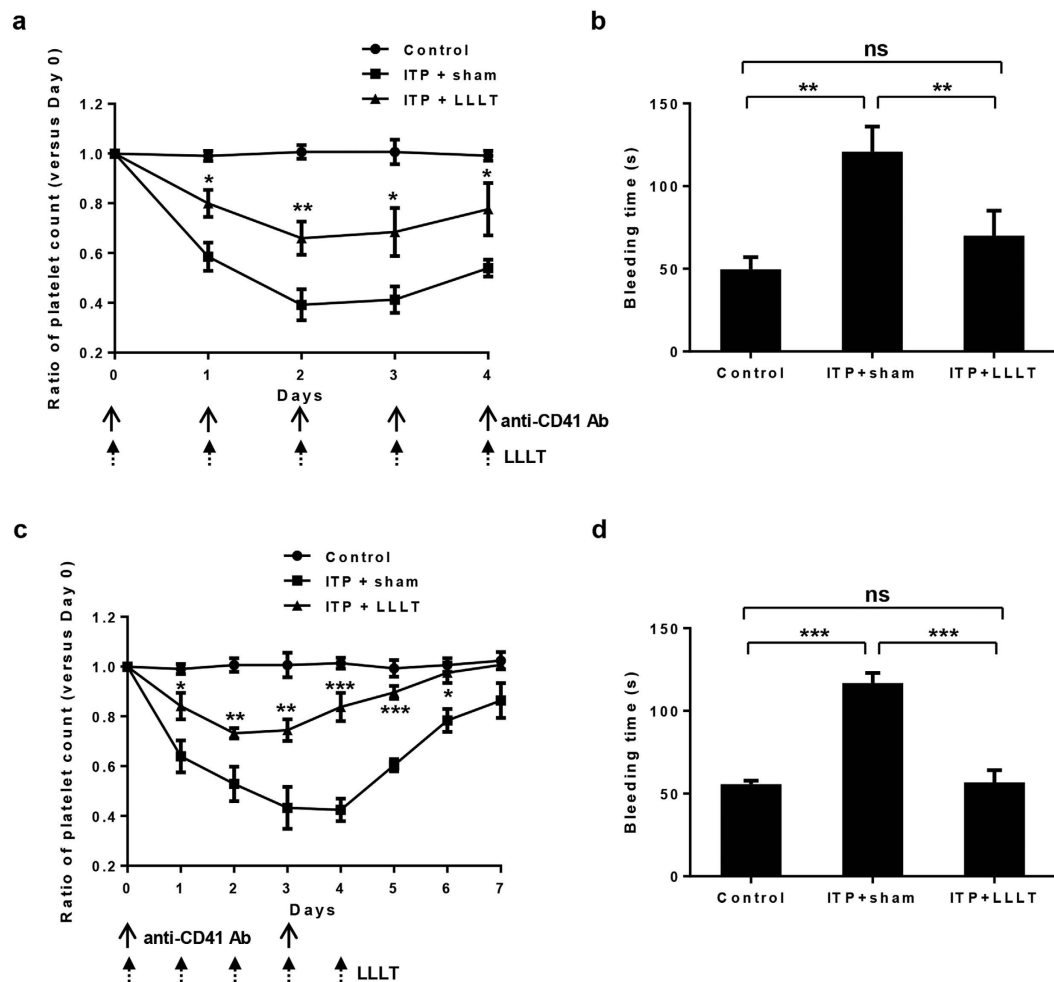 a
Control
ITP + sham
ITP + LLLT
Ratio of platelet count (versus Day 0)
1.2
1.0
0.8
0.6
0.4
0.2
* ** * *
0 1 2 3 4
Days
anti-CD41 Ab
LLLT
b
ns
** **
Bleeding time (s)
150
100
50
0
Control ITP+sham ITP+LLLT
c
Control
ITP + sham
ITP + LLLT
Ratio of platelet count (versus Day 0)
1.2
1.0
0.8
0.6
0.4
0.2
* ** ** *** *** *
0 1 2 3 4 5 6 7
Days
anti-CD41 Ab
LLLT
d
ns
*** ***
Bleeding time (s)
150
100
50
0
Control ITP+sham ITP+LLLT